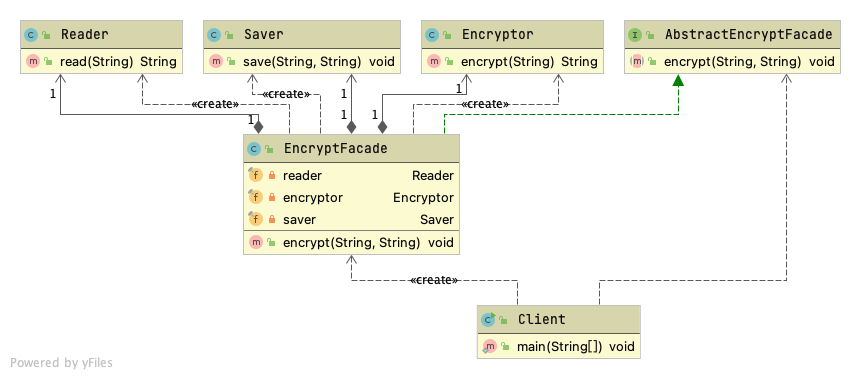 Reader
read(String) String
Saver
save(String, String) void
Encryptor
encrypt(String) String
AbstractEncryptFacade
encrypt(String, String) void
1
«create»
«create»
1
1
«create»
1
1
1
EncryptFacade
reader Reader
encryptor Encryptor
saver Saver
encrypt(String, String) void
«create»
Client
main(String[]) void
Powered by yFiles